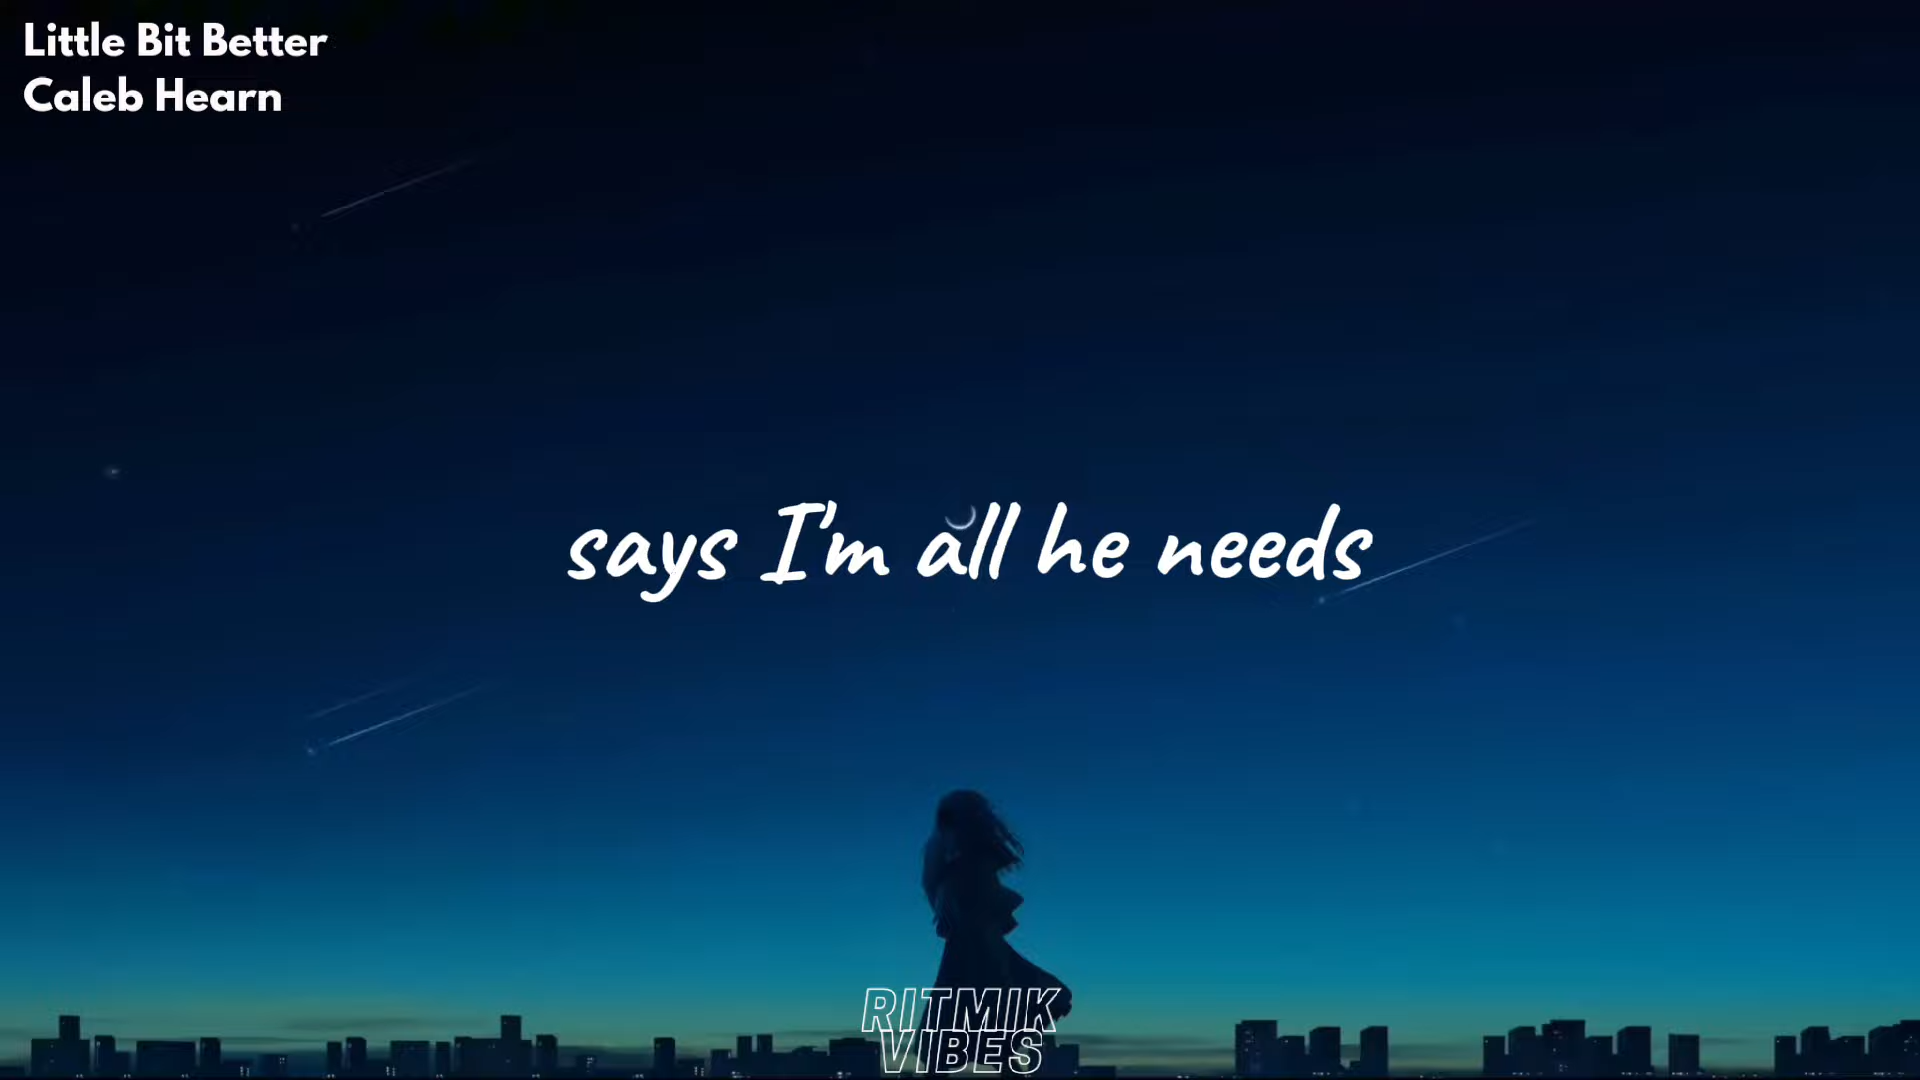 Little Bit Better
Caleb Hearn
says I'm all he needs
RITMIK
VIBES